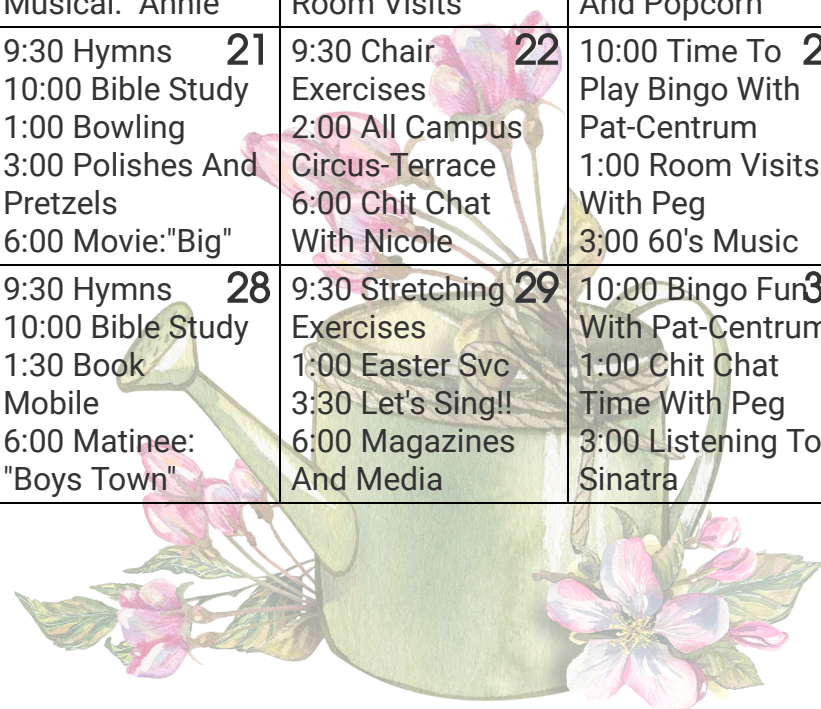 Musical: "Annie"
Room Visits
And Popcorn
21
9:30 Hymns
10:00 Bible Study
1:00 Bowling
3:00 Polishes And
Pretzels
6:00 Movie:"Big"
22
9:30 Chair
Exercises
2:00 All Campus
Circus-Terrace
6:00 Chit Chat
With Nicole
2
10:00 Time To
Play Bingo With
Pat-Centrum
1:00 Room Visits
With Peg
3;00 60's Music
28
9:30 Hymns
10:00 Bible Study
1:30 Book
Mobile
6:00 Matinee:
"Boys Town"
29
9:30 Stretching
Exercises
1:00 Easter Svc
3:30 Let's Sing!!
6:00 Magazines
And Media
3
10:00 Bingo Fun
With Pat-Centrum
1:00 Chit Chat
Time With Peg
3:00 Listening To
Sinatra